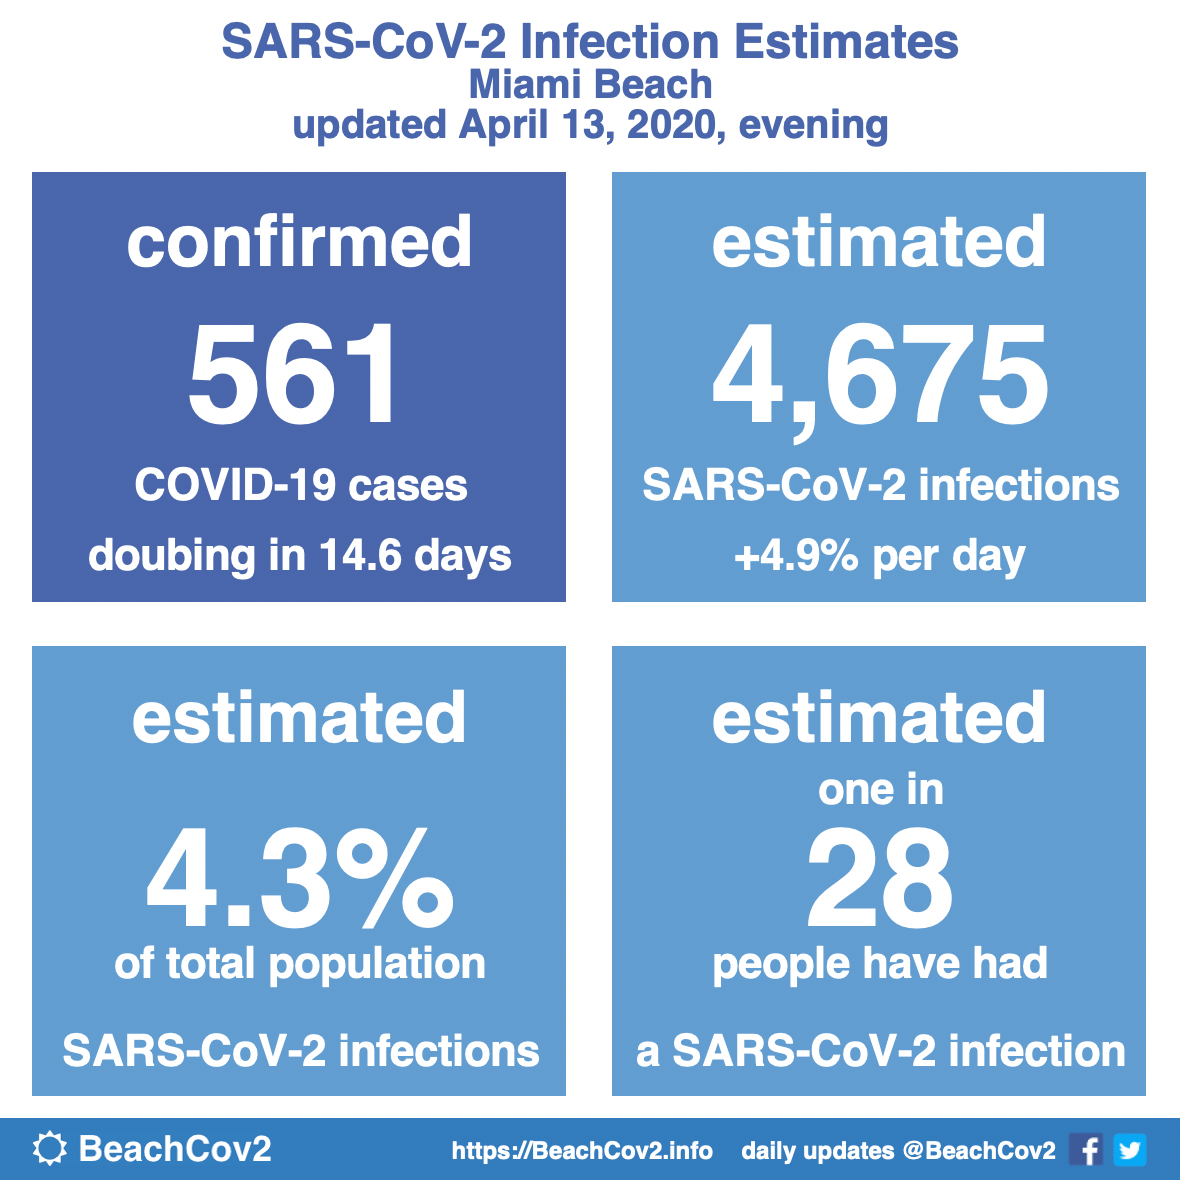 SARS-CoV-2 Infection Estimates
Miami Beach
updated April 13, 2020, evening
confirmed
561
COVID-19 cases
doubing in 14.6 days
estimated
4,675
SARS-CoV-2 infections
+4.9% per day
estimated
4.3%
of total population
SARS-CoV-2 infections
estimated
one in
28
people have had
a SARS-CoV-2 infection
BeachCov2
https://BeachCov2.info daily updates @BeachCov2